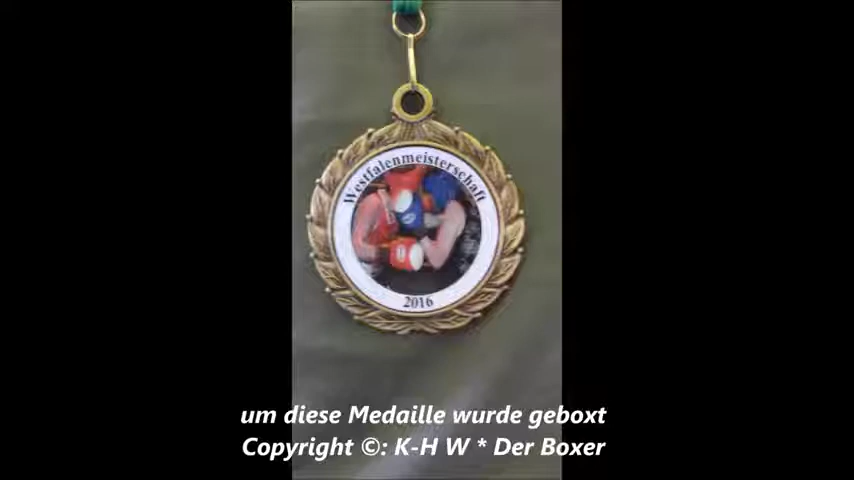 Westfalenmeisterschaft
2016
um diese Medaille wurde geboxt
Copyright ©: K-H W * Der Boxer